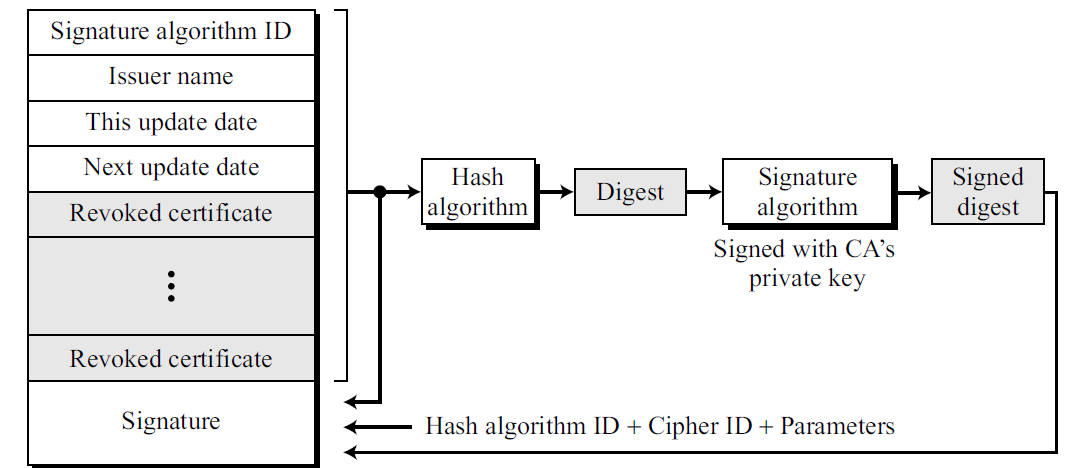 Signature algorithm ID
Issuer name
This update date
Next update date
Revoked certificate
Revoked certificate
Signature
Hash
algorithm
Digest
Signature
algorithm
Signed with CA’s
private key
Signed
digest
Hash algorithm ID + Cipher ID + Parameters